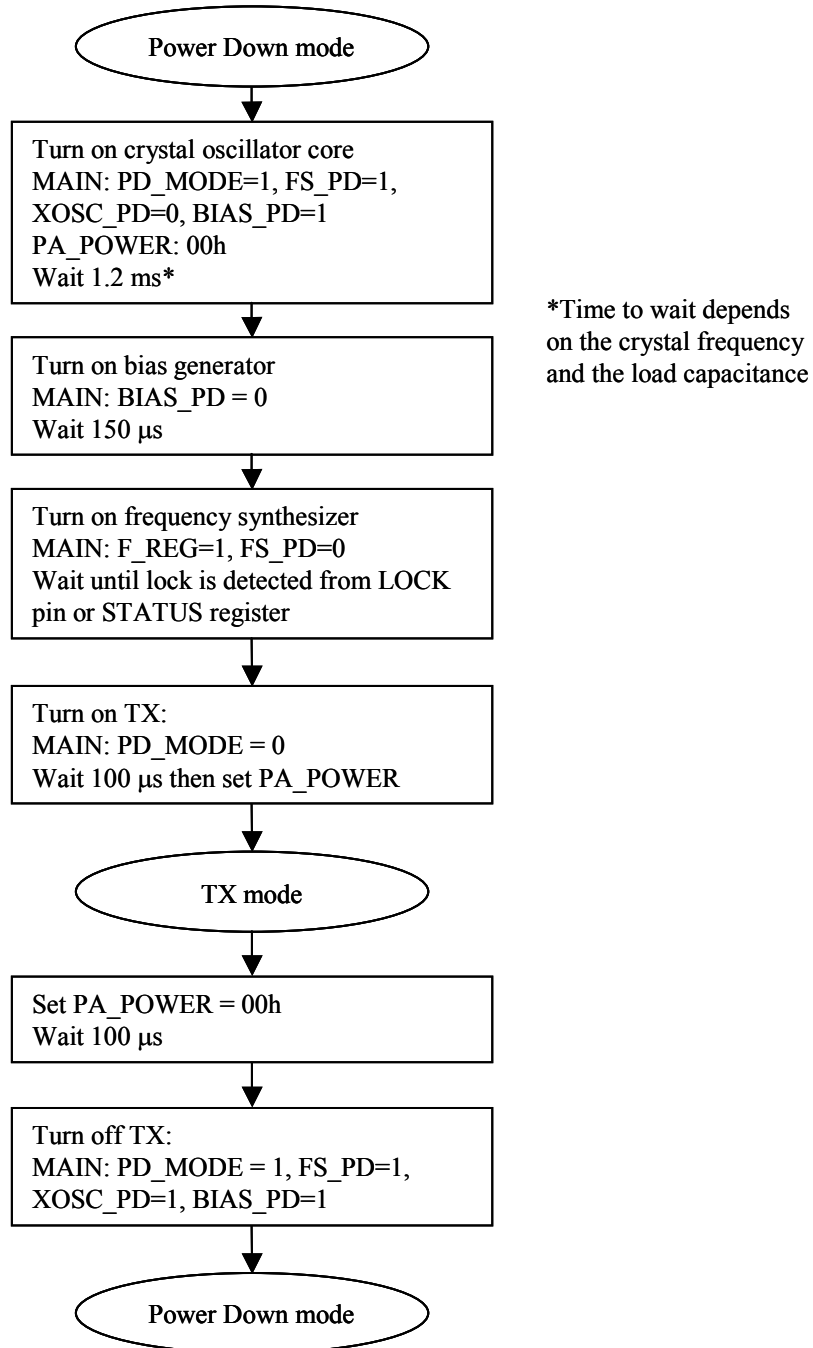 Power Down mode
Turn on crystal oscillator core
MAIN: PD_MODE=1, FS_PD=1,
XOSC_PD=0, BIAS_PD=1
PA_POWER: 00h
Wait 1.2 ms*
*Time to wait depends
on the crystal frequency
and the load capacitance
Turn on bias generator
MAIN: BIAS_PD = 0
Wait 150 μs
Turn on frequency synthesizer
MAIN: F_REG=1, FS_PD=0
Wait until lock is detected from LOCK
pin or STATUS register
Turn on TX:
MAIN: PD_MODE = 0
Wait 100 μs then set PA_POWER
TX mode
Set PA_POWER = 00h
Wait 100 μs
Turn off TX:
MAIN: PD_MODE = 1, FS_PD=1,
XOSC_PD=1, BIAS_PD=1
Power Down mode